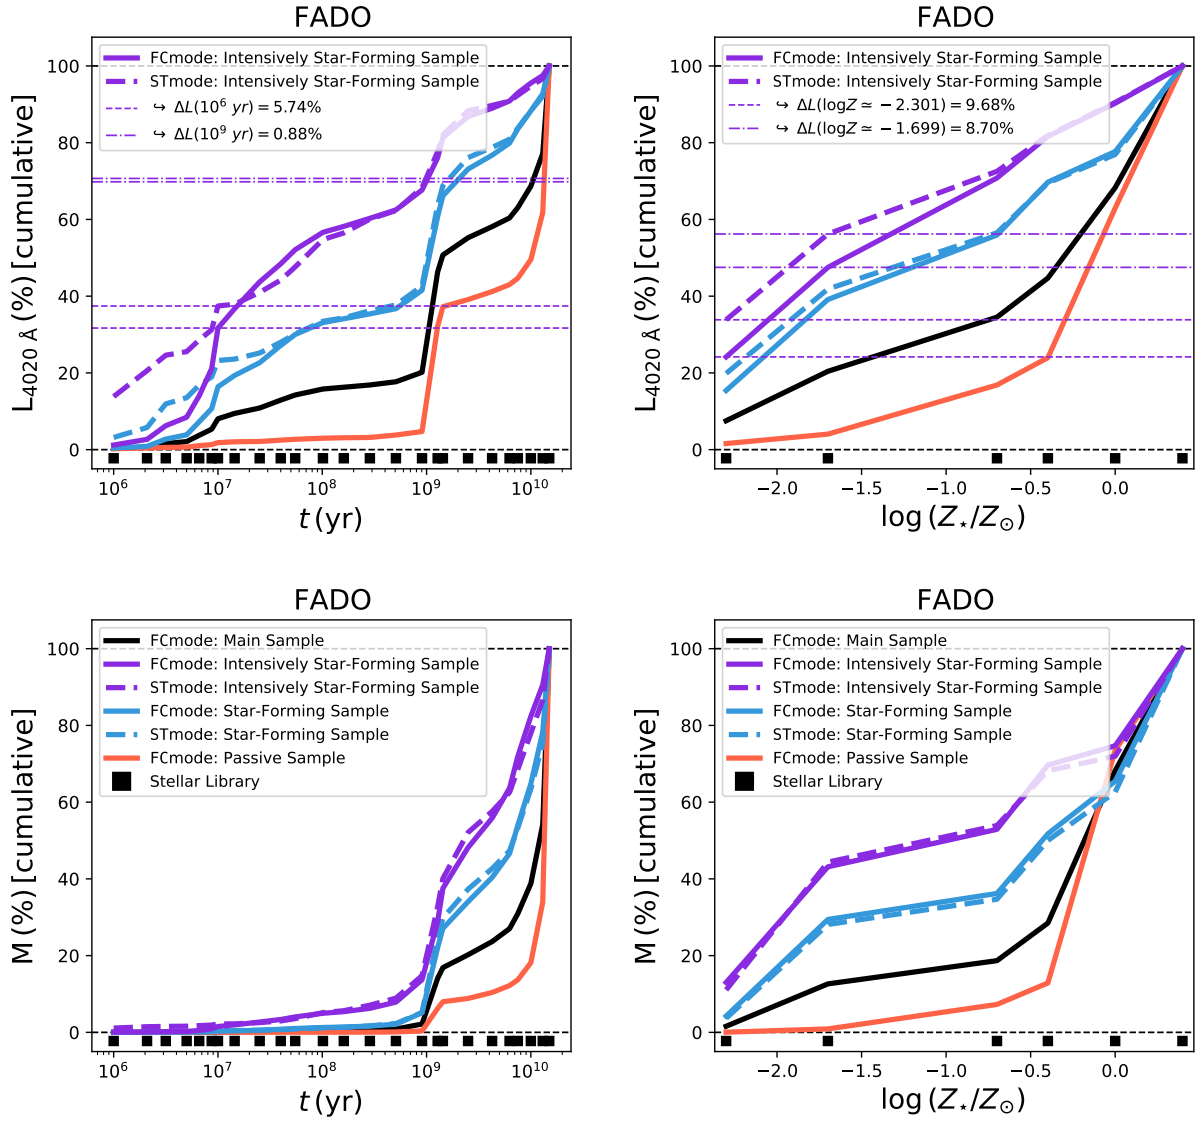 FADO
FCmode: Intensively Star-Forming Sample
STmode: Intensively Star-Forming Sample
↪ ΔL(10⁶ yr) = 5.74%
↪ ΔL(10⁹ yr) = 0.88%
L₄₀₂₀ Å (%) [cumulative]
100
80
60
40
20
0
10⁶ 10⁷ 10⁸ 10⁹ 10¹⁰
t (yr)
FADO
FCmode: Intensively Star-Forming Sample
STmode: Intensively Star-Forming Sample
↪ ΔL(logZ ≃ −2.301) = 9.68%
↪ ΔL(logZ ≃ −1.699) = 8.70%
L₄₀₂₀ Å (%) [cumulative]
100
80
60
40
20
0
−2.0 −1.5 −1.0 −0.5 0.0
log (Z⋆/Z⊙)
FADO
FCmode: Main Sample
FCmode: Intensively Star-Forming Sample
STmode: Intensively Star-Forming Sample
FCmode: Star-Forming Sample
STmode: Star-Forming Sample
FCmode: Passive Sample
Stellar Library
M (%) [cumulative]
100
80
60
40
20
0
10⁶ 10⁷ 10⁸ 10⁹ 10¹⁰
t (yr)
FADO
FCmode: Main Sample
FCmode: Intensively Star-Forming Sample
STmode: Intensively Star-Forming Sample
FCmode: Star-Forming Sample
STmode: Star-Forming Sample
FCmode: Passive Sample
Stellar Library
M (%) [cumulative]
100
80
60
40
20
0
−2.0 −1.5 −1.0 −0.5 0.0
log (Z⋆/Z⊙)